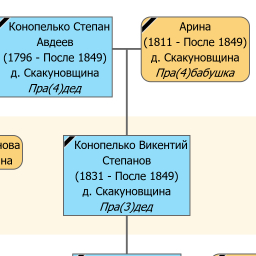 Конопелько Степан
Авдеев
(1796 - После 1849)
д. Скакуновщина
Пра(4)дед
Арина
(1811 - После 1849)
д. Скакуновщина
Пра(4)бабушка
Конопелько Викентий
Степанов
(1831 - После 1849)
д. Скакуновщина
Пра(3)дед